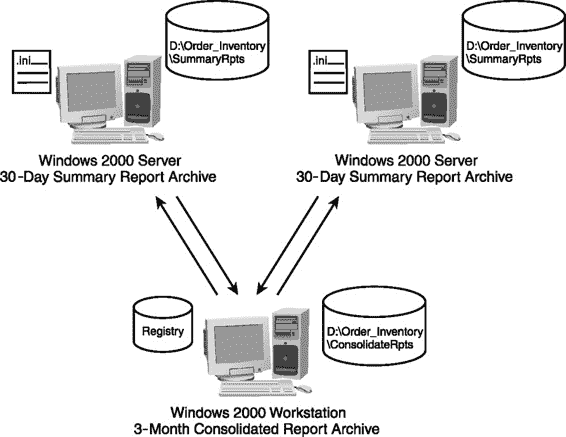 .ini
D:\Order_Inventory
\SummaryRpts
.ini
D:\Order_Inventory
\SummaryRpts
Windows 2000 Server
30-Day Summary Report Archive
Windows 2000 Server
30-Day Summary Report Archive
Registry
D:\Order_Inventory
\ConsolidateRpts
Windows 2000 Workstation
3-Month Consolidated Report Archive